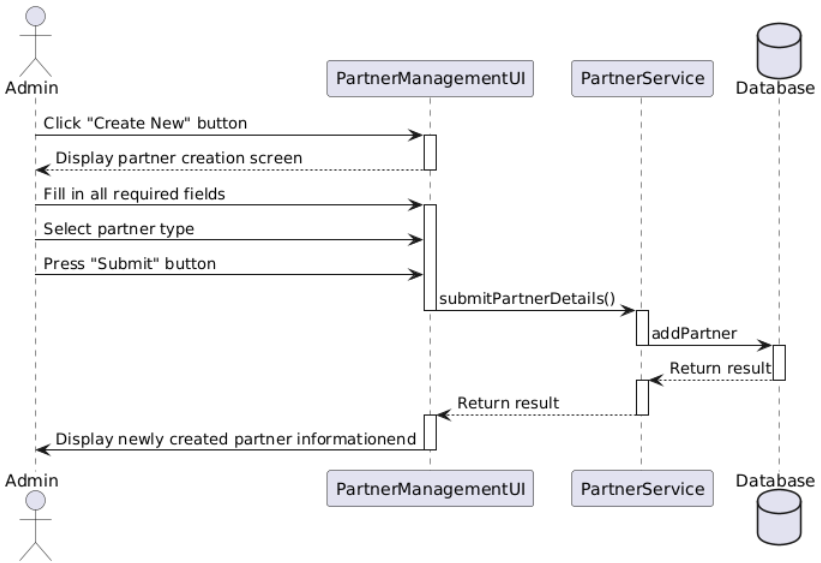 Admin
PartnerManagementUI
PartnerService
Database
Click "Create New" button
Display partner creation screen
Fill in all required fields
Select partner type
Press "Submit" button
submitPartnerDetails()
addPartner
Return result
Return result
Display newly created partner informationend
Admin
PartnerManagementUI
PartnerService
Database